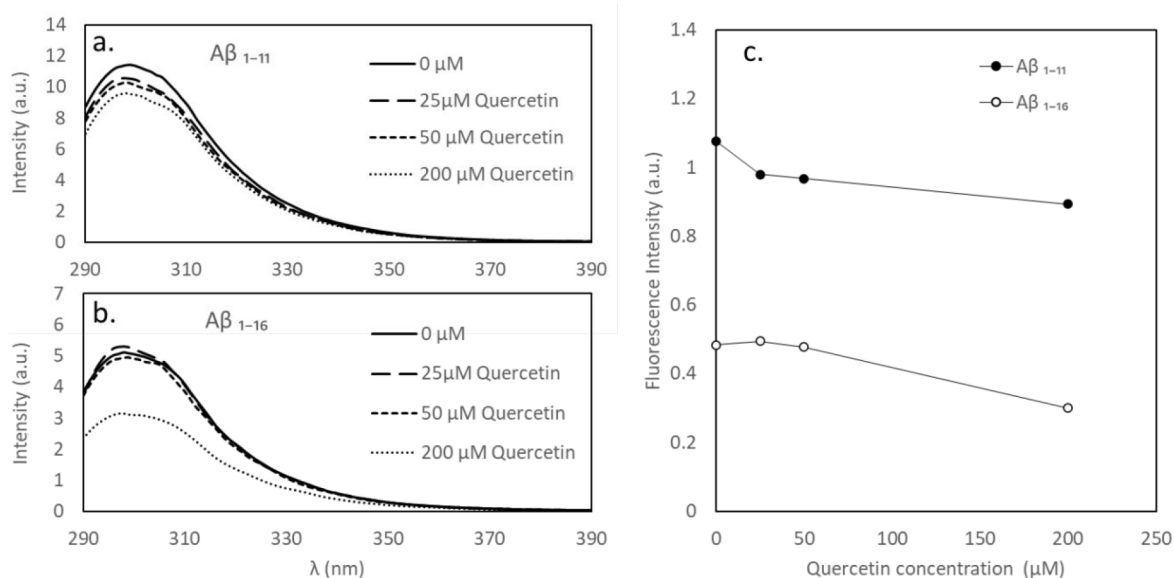 a.
Aβ 1–11
0 μM
25μM Quercetin
50 μM Quercetin
200 μM Quercetin
Intensity (a.u.)
14
12
10
8
6
4
2
0
290 310 330 350 370 390
b.
Aβ 1–16
0 μM
25μM Quercetin
50 μM Quercetin
200 μM Quercetin
Intensity (a.u.)
7
6
5
4
3
2
1
0
290 310 330 350 370 390
λ (nm)
c.
Aβ 1–11
Aβ 1–16
Fluorescence Intensity (a.u.)
1.4
1.2
1
0.8
0.6
0.4
0.2
0
0 50 100 150 200 250
Quercetin concentration (μM)